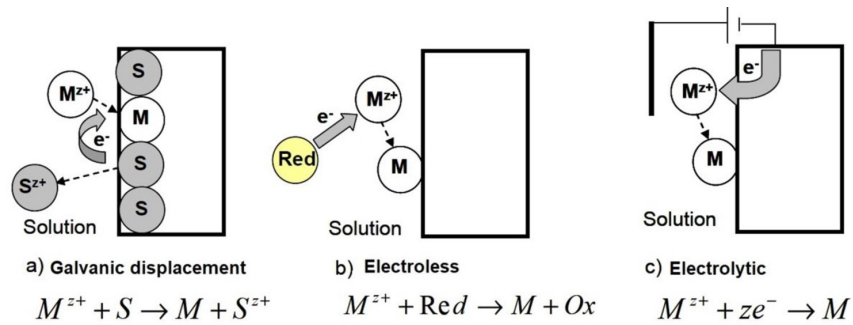 S
M^{z+}
M
e-
S
S^{z+}
S
Solution
a) Galvanic displacement
M^{z+} + S → M + S^{z+}
M^{z+}
e-
Red
M
Solution
b) Electroless
M^{z+} + Red → M + Ox
e-
M^{z+}
M
Solution
c) Electrolytic
M^{z+} + ze^{-} → M